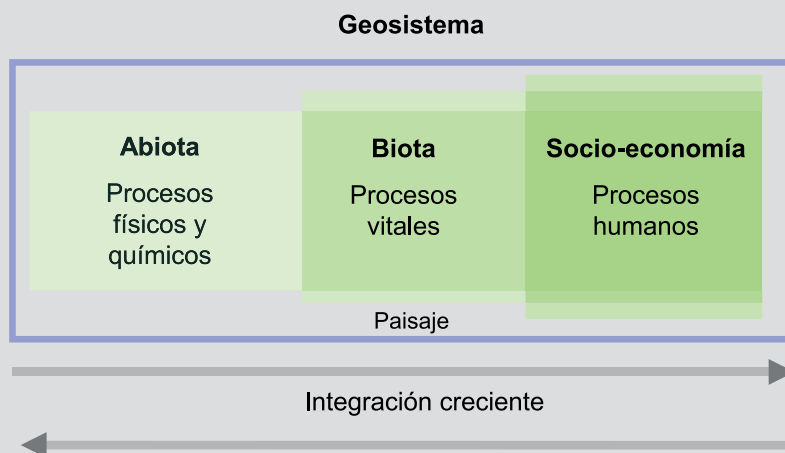 Geosistema
Abiota
Procesos
físicos y
químicos
Biota
Procesos
vitales
Socio-economía
Procesos
humanos
Paisaje
Integración creciente